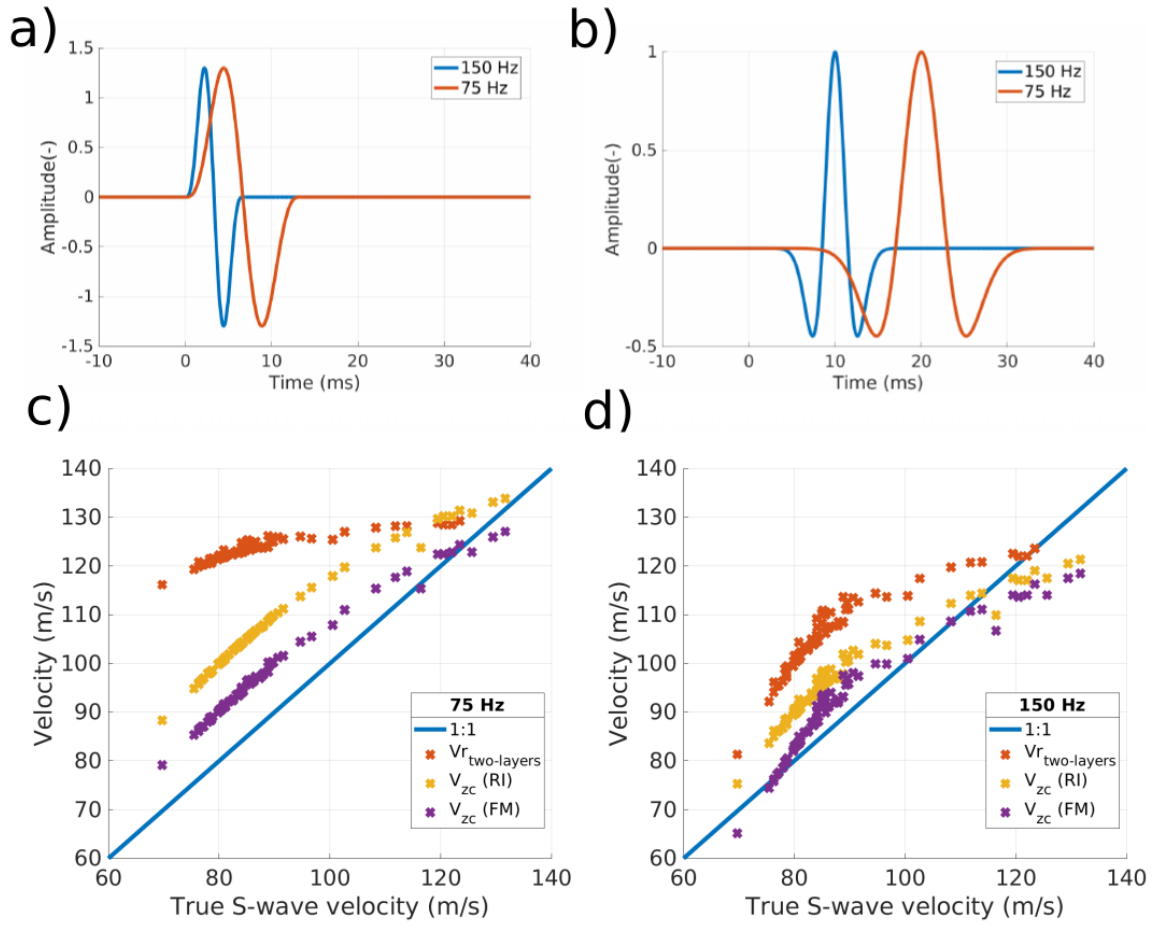 a)
1.5
1
0.5
0
-0.5
-1
-1.5
-10 0 10 20 30 40
Amplitude(-)
Time (ms)
150 Hz
75 Hz
b)
1
0.5
0
-0.5
-10 0 10 20 30 40
Amplitude(-)
Time (ms)
150 Hz
75 Hz
c)
140
130
120
110
100
90
80
70
60
60 80 100 120 140
Velocity (m/s)
True S-wave velocity (m/s)
75 Hz
1:1
Vr two-layers
V zc (RI)
V zc (FM)
d)
140
130
120
110
100
90
80
70
60
60 80 100 120 140
Velocity (m/s)
True S-wave velocity (m/s)
150 Hz
1:1
Vr two-layers
V zc (RI)
V zc (FM)